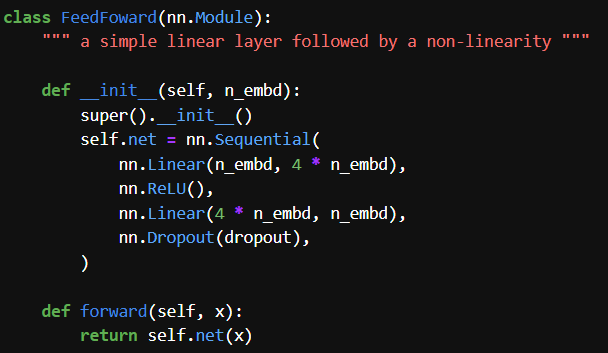 class FeedFoward(nn.Module):
    """ a simple linear layer followed by a non-linearity """

    def __init__(self, n_embd):
        super().__init__()
        self.net = nn.Sequential(
            nn.Linear(n_embd, 4 * n_embd),
            nn.ReLU(),
            nn.Linear(4 * n_embd, n_embd),
            nn.Dropout(dropout),
        )

    def forward(self, x):
        return self.net(x)